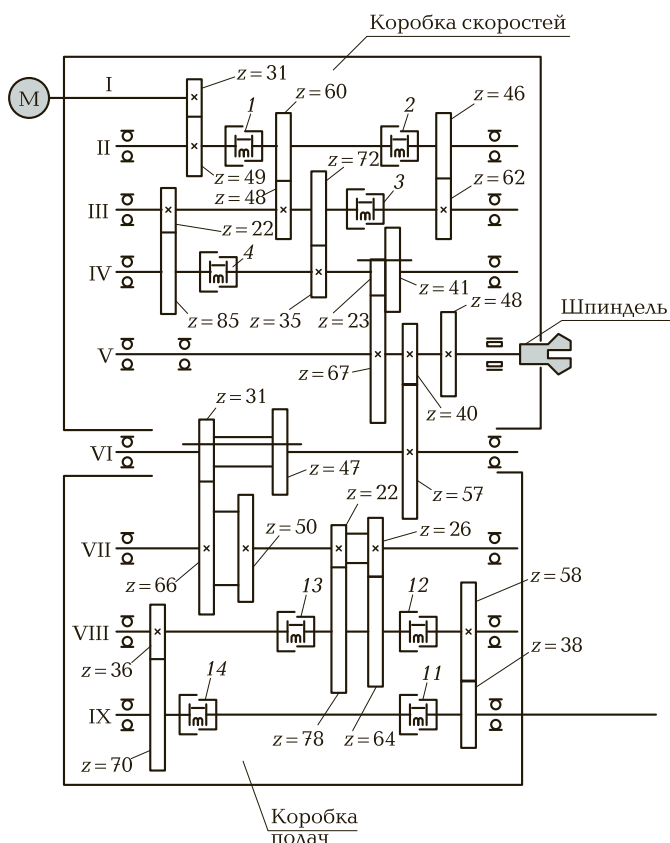 Коробка скоростей
I
z=31
M
z=60
1
2
z=46
II
z=72
z=49
z=48
3
z=62
III
z=22
4
IV
z=41
z=48
z=85
z=35
z=23
Шпиндель
V
z=67
z=40
z=31
VI
z=47
z=57
z=22
z=50
z=26
VII
z=66
13
12
z=58
VIII
z=36
z=38
14
11
IX
z=78
z=64
z=70
Коробка
подач